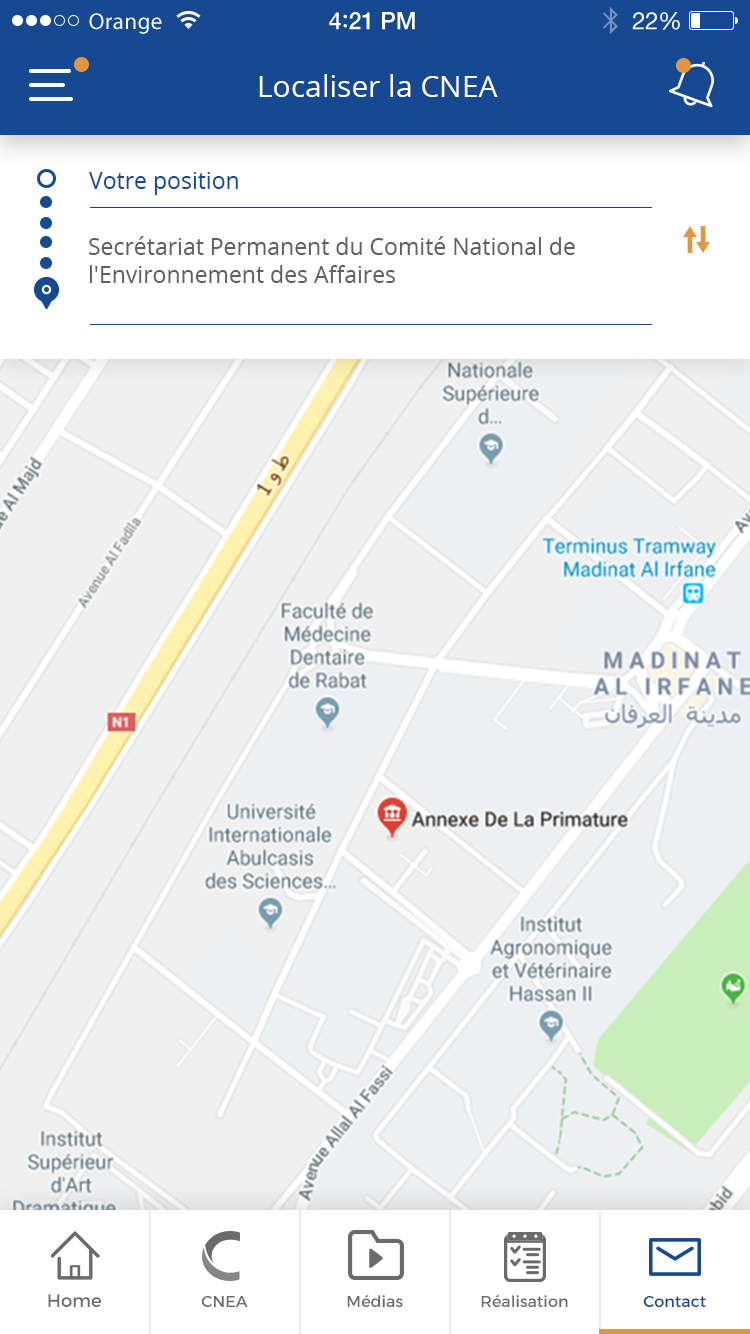 Orange 4:21 PM 22%
Localiser la CNEA
Votre position
Secrétariat Permanent du Comité National de
l'Environnement des Affaires
Nationale
Supérieure
d...
e Al Majd
ط و 1
Avenue Al Fadila
Av
Terminus Tramway
Madinat Al Irfane
Faculté de
Médecine
Dentaire
de Rabat
MADINAT
AL IRFANE
مدينة العرفان
N1
Annexe De La Primature
Université
Internationale
Abulcasis
des Sciences...
Institut
Agronomique
et Vétérinaire
Hassan II
Avenue Allal Al Fassi
Institut
Supérieur
d'Art
Dramatique
bid
Home
CNEA
Médias
Réalisation
Contact